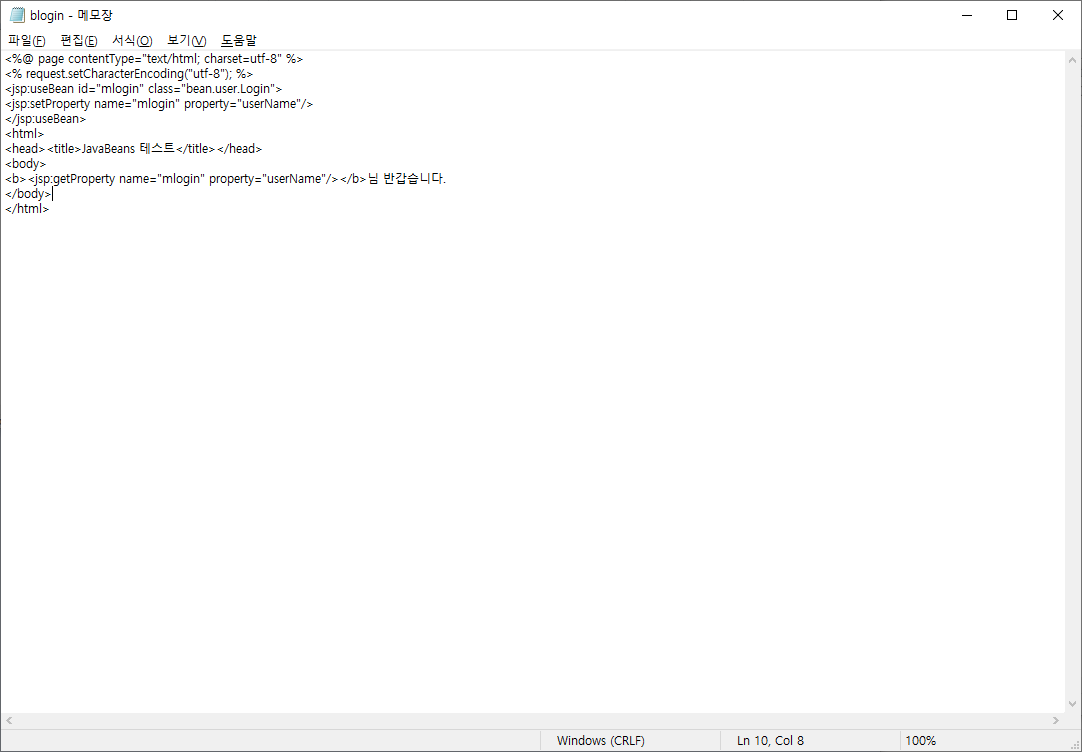 blogin - 메모장
파일(F) 편집(E) 서식(O) 보기(V) 도움말
<%@ page contentType="text/html; charset=utf-8" %>
<% request.setCharacterEncoding("utf-8"); %>
<jsp:useBean id="mlogin" class="bean.user.Login">
<jsp:setProperty name="mlogin" property="userName"/>
</jsp:useBean>
<html>
<head><title>JavaBeans 테스트</title></head>
<body>
<b><jsp:getProperty name="mlogin" property="userName"/></b>님 반갑습니다.
</body>
</html>
Windows (CRLF) Ln 10, Col 8 100%